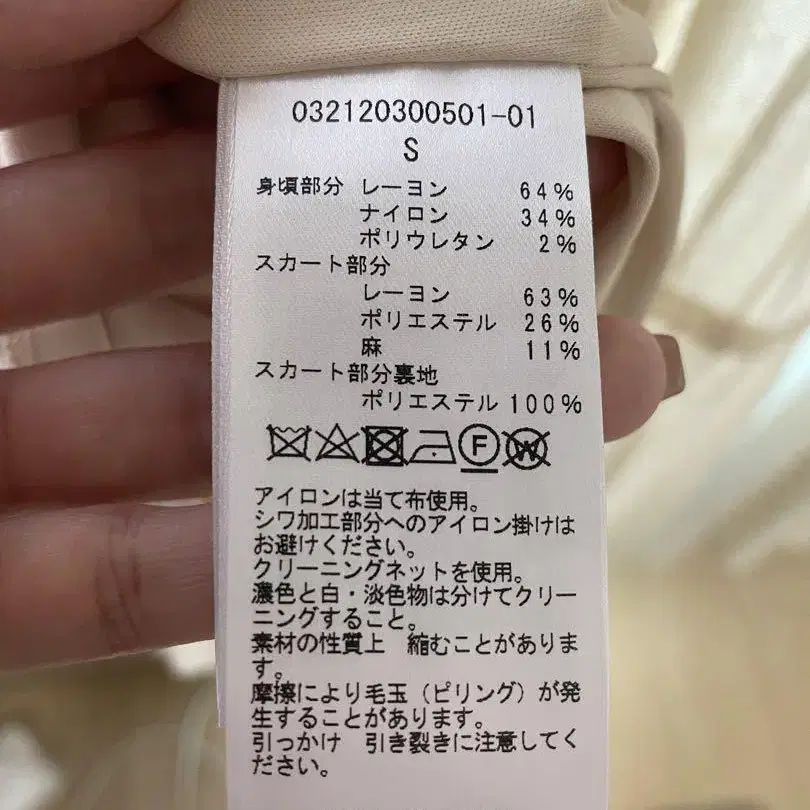 032120300501-01
S
身頃部分 レーヨン 64%
ナイロン 34%
ポリウレタン 2%
スカート部分
レーヨン 63%
ポリエステル 26%
麻 11%
スカート部分裏地
ポリエステル 100%
F W
アイロンは当て布使用。
シワ加工部分へのアイロン掛けは
お避けください。
クリーニングネットを使用。
濃色と白・淡色物は分けてクリー
ニングすること。
素材の性質上 縮むことがありま
す。
摩擦により毛玉(ピリング)が発
生することがあります。
引っかけ 引き裂きに注意してく
ださい。